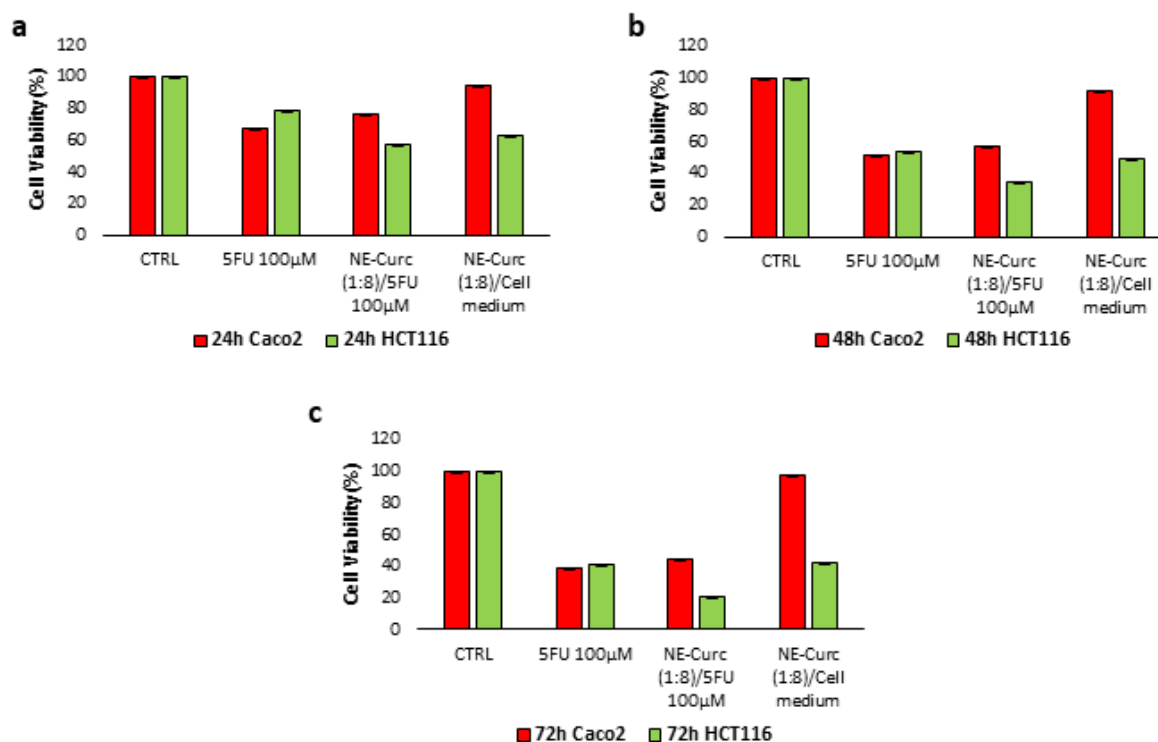 a
Cell Viability (%)
120
100
80
60
40
20
0
CTRL
5FU 100µM
NE-Curc
(1:8)/5FU
100µM
NE-Curc
(1:8)/Cell
medium
24h Caco2
24h HCT116
b
Cell Viability (%)
120
100
80
60
40
20
0
CTRL
5FU 100µM
NE-Curc
(1:8)/5FU
100µM
NE-Curc
(1:8)/Cell
medium
48h Caco2
48h HCT116
c
Cell Viability (%)
120
100
80
60
40
20
0
CTRL
5FU 100µM
NE-Curc
(1:8)/5FU
100µM
NE-Curc
(1:8)/Cell
medium
72h Caco2
72h HCT116